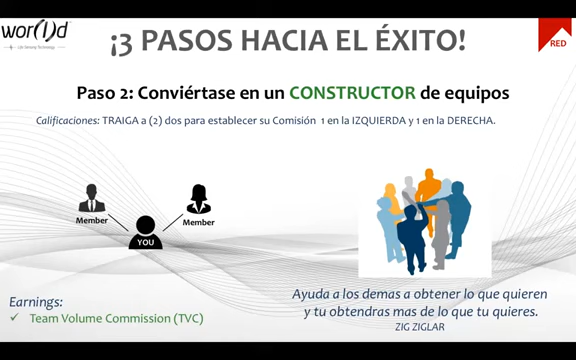 wor(l)d
Life Sensing Technology
¡3 PASOS HACIA EL ÉXITO!
RED
Paso 2: Conviértase en un CONSTRUCTOR de equipos
Calificaciones: TRAIGA a (2) dos para establecer su Comisión 1 en la IZQUIERDA y 1 en la DERECHA.
Member
Member
YOU
Earnings:
✓ Team Volume Commission (TVC)
Ayuda a los demas a obtener lo que quieren
y tu obtendras mas de lo que tu quieres.
ZIG ZIGLAR